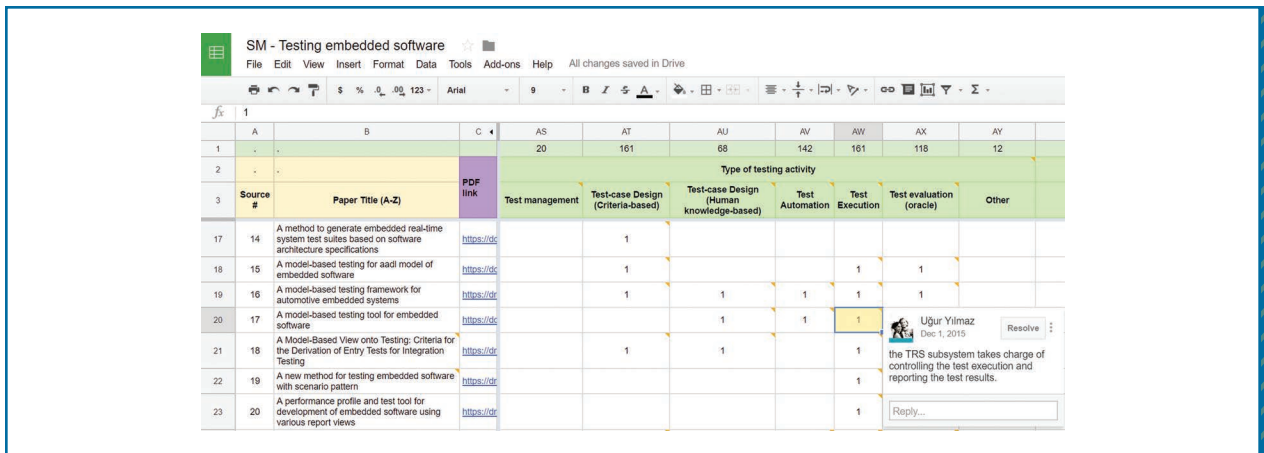 SM - Testing embedded software
File Edit View Insert Format Data Tools Add-ons Help All changes saved in Drive
$ % .0 .00 123 Arial 9 B I S A Σ
fx 1
A B C AS AT AU AV AW AX AY
1 . . 20 161 68 142 161 118 12
2 . . Type of testing activity
PDF link
3 Source # Paper Title (A-Z) Test management Test-case Design (Criteria-based) Test-case Design (Human knowledge-based) Test Automation Test Execution Test evaluation (oracle) Other
17 14 A method to generate embedded real-time system test suites based on software architecture specifications https://dc 1
18 15 A model-based testing for aadl model of embedded software https://dc 1 1 1
19 16 A model-based testing framework for automotive embedded systems https://dr 1 1 1 1 1
20 17 A model-based testing tool for embedded software https://dc 1 1 1
21 18 A Model-Based View onto Testing: Criteria for the Derivation of Entry Tests for Integration Testing https://dr 1 1 1
22 19 A new method for testing embedded software with scenario pattern https://dr 1
23 20 A performance profile and test tool for development of embedded software using various report views https://dr 1
Uğur Yılmaz
Dec 1, 2015
Resolve
the TRS subsystem takes charge of
controlling the test execution and
reporting the test results.
Reply...